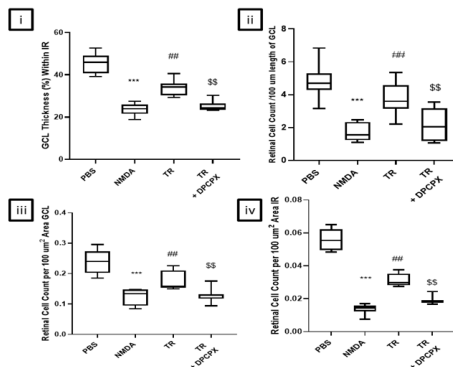 i
GCL Thickness (%) Within IR
60
40
20
0
***
##
$$
PBS
NMDA
TR
TR
+ DPCPX
ii
Retinal Cell Count /100 um length of GCL
8
6
4
2
0
***
###
$$
PBS
NMDA
TR
TR
+ DPCPX
iii
Retinal Cell Count per 100 um² Area GCL
0.4
0.3
0.2
0.1
0.0
***
##
$$
PBS
NMDA
TR
TR
+ DPCPX
iv
Retinal Cell Count per 100 um² Area IR
0.08
0.06
0.04
0.02
0.00
***
##
$$
PBS
NMDA
TR
TR
+ DPCPX